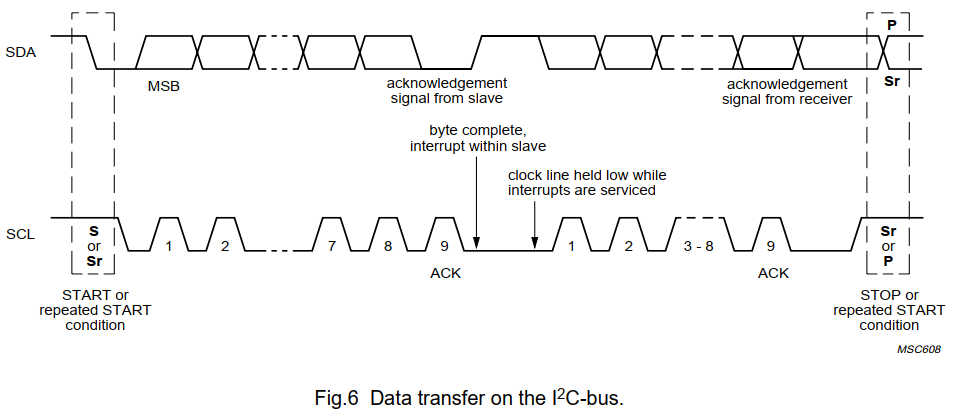 P
SDA
MSB
acknowledgement
signal from slave
acknowledgement
signal from receiver
Sr
byte complete,
interrupt within slave
clock line held low while
interrupts are serviced
SCL
S
or
Sr
1
2
7
8
9
1
2
3 - 8
9
Sr
or
P
ACK
ACK
START or
repeated START
condition
STOP or
repeated START
condition
MSC608
Fig.6 Data transfer on the I²C-bus.